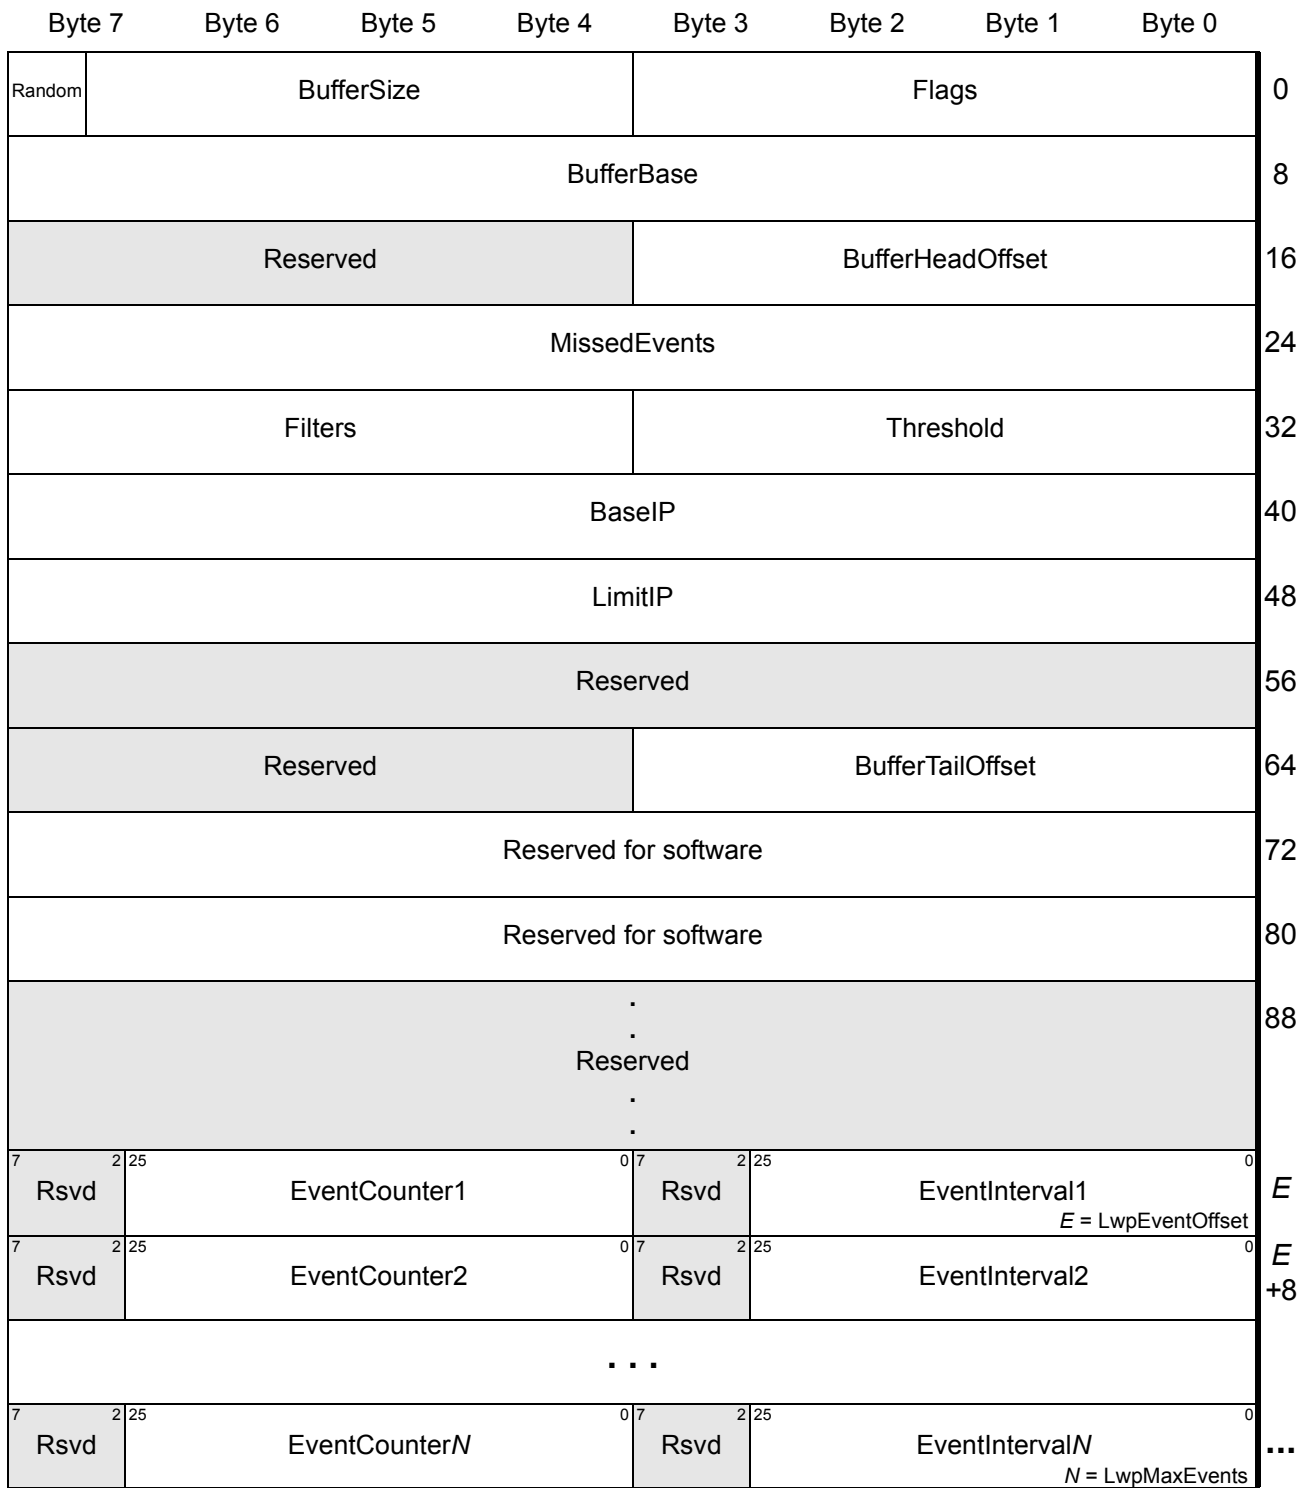 Byte 7 Byte 6 Byte 5 Byte 4 Byte 3 Byte 2 Byte 1 Byte 0
Random BufferSize Flags 0
BufferBase 8
Reserved BufferHeadOffset 16
MissedEvents 24
Filters Threshold 32
BaseIP 40
LimitIP 48
Reserved 56
Reserved BufferTailOffset 64
Reserved for software 72
Reserved for software 80
. 88
.
Reserved
.
.
7 2 25 0 7 2 25 0
Rsvd EventCounter1 Rsvd EventInterval1 E
E = LwpEventOffset
7 2 25 0 7 2 25 0
Rsvd EventCounter2 Rsvd EventInterval2 E
+8
. . .
7 2 25 0 7 2 25 0
Rsvd EventCounterN Rsvd EventIntervalN ...
N = LwpMaxEvents